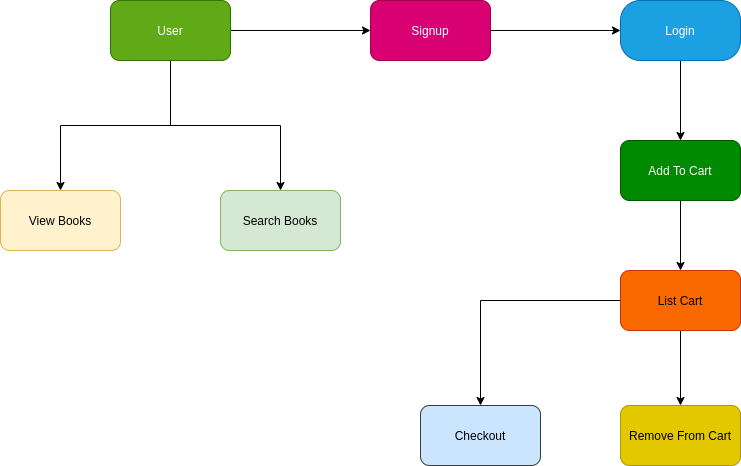 User
Signup
Login
Add To Cart
View Books
Search Books
List Cart
Checkout
Remove From Cart